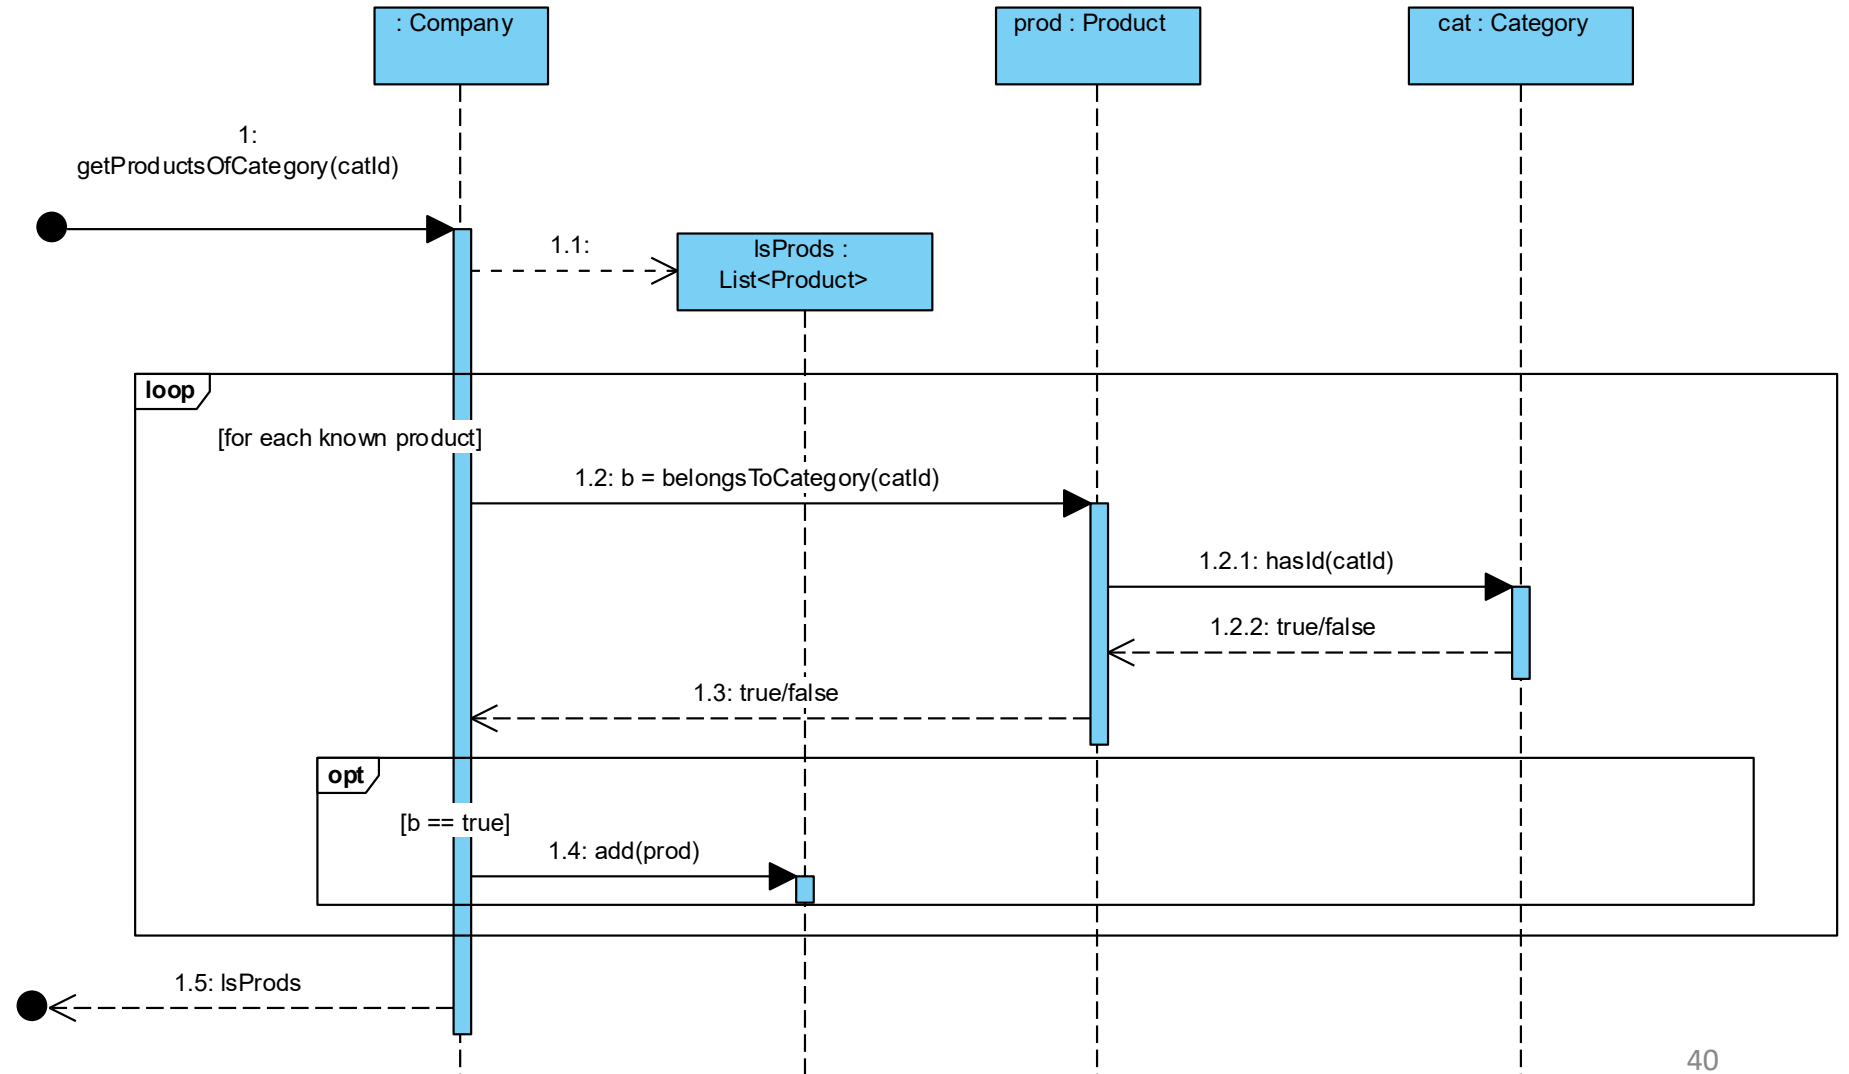 : Company
prod : Product
cat : Category
1:
getProductsOfCategory(catId)
1.1:
lsProds :
List<Product>
loop
[for each known product]
1.2: b = belongsToCategory(catId)
1.2.1: hasId(catId)
1.2.2: true/false
1.3: true/false
opt
[b == true]
1.4: add(prod)
1.5: lsProds
40